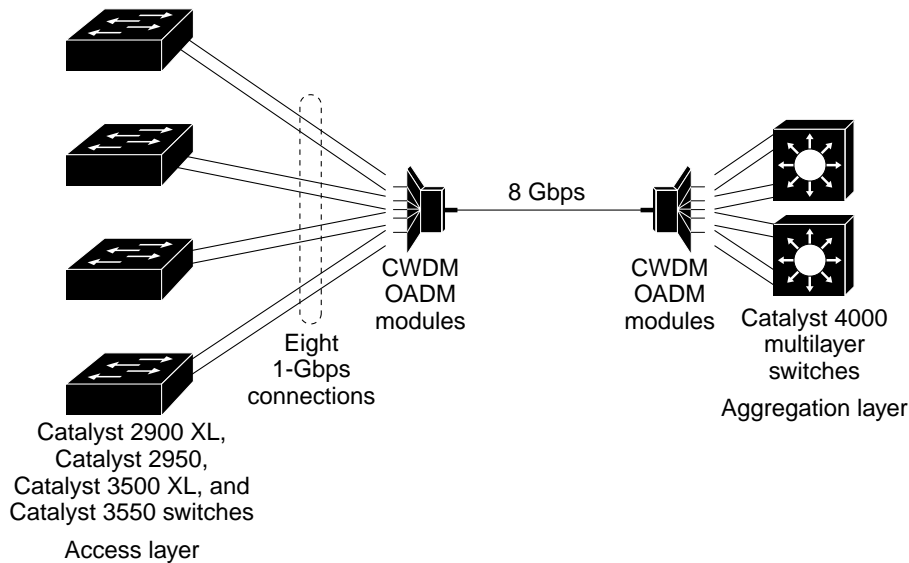 8 Gbps
CWDM
OADM
modules
CWDM
OADM
modules
Eight
1-Gbps
connections
Catalyst 4000
multilayer
switches
Aggregation layer
Catalyst 2900 XL,
Catalyst 2950,
Catalyst 3500 XL, and
Catalyst 3550 switches
Access layer